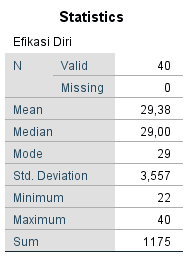 Statistics
Efikasi Diri
N Valid 40
Missing 0
Mean 29,38
Median 29,00
Mode 29
Std. Deviation 3,557
Minimum 22
Maximum 40
Sum 1175